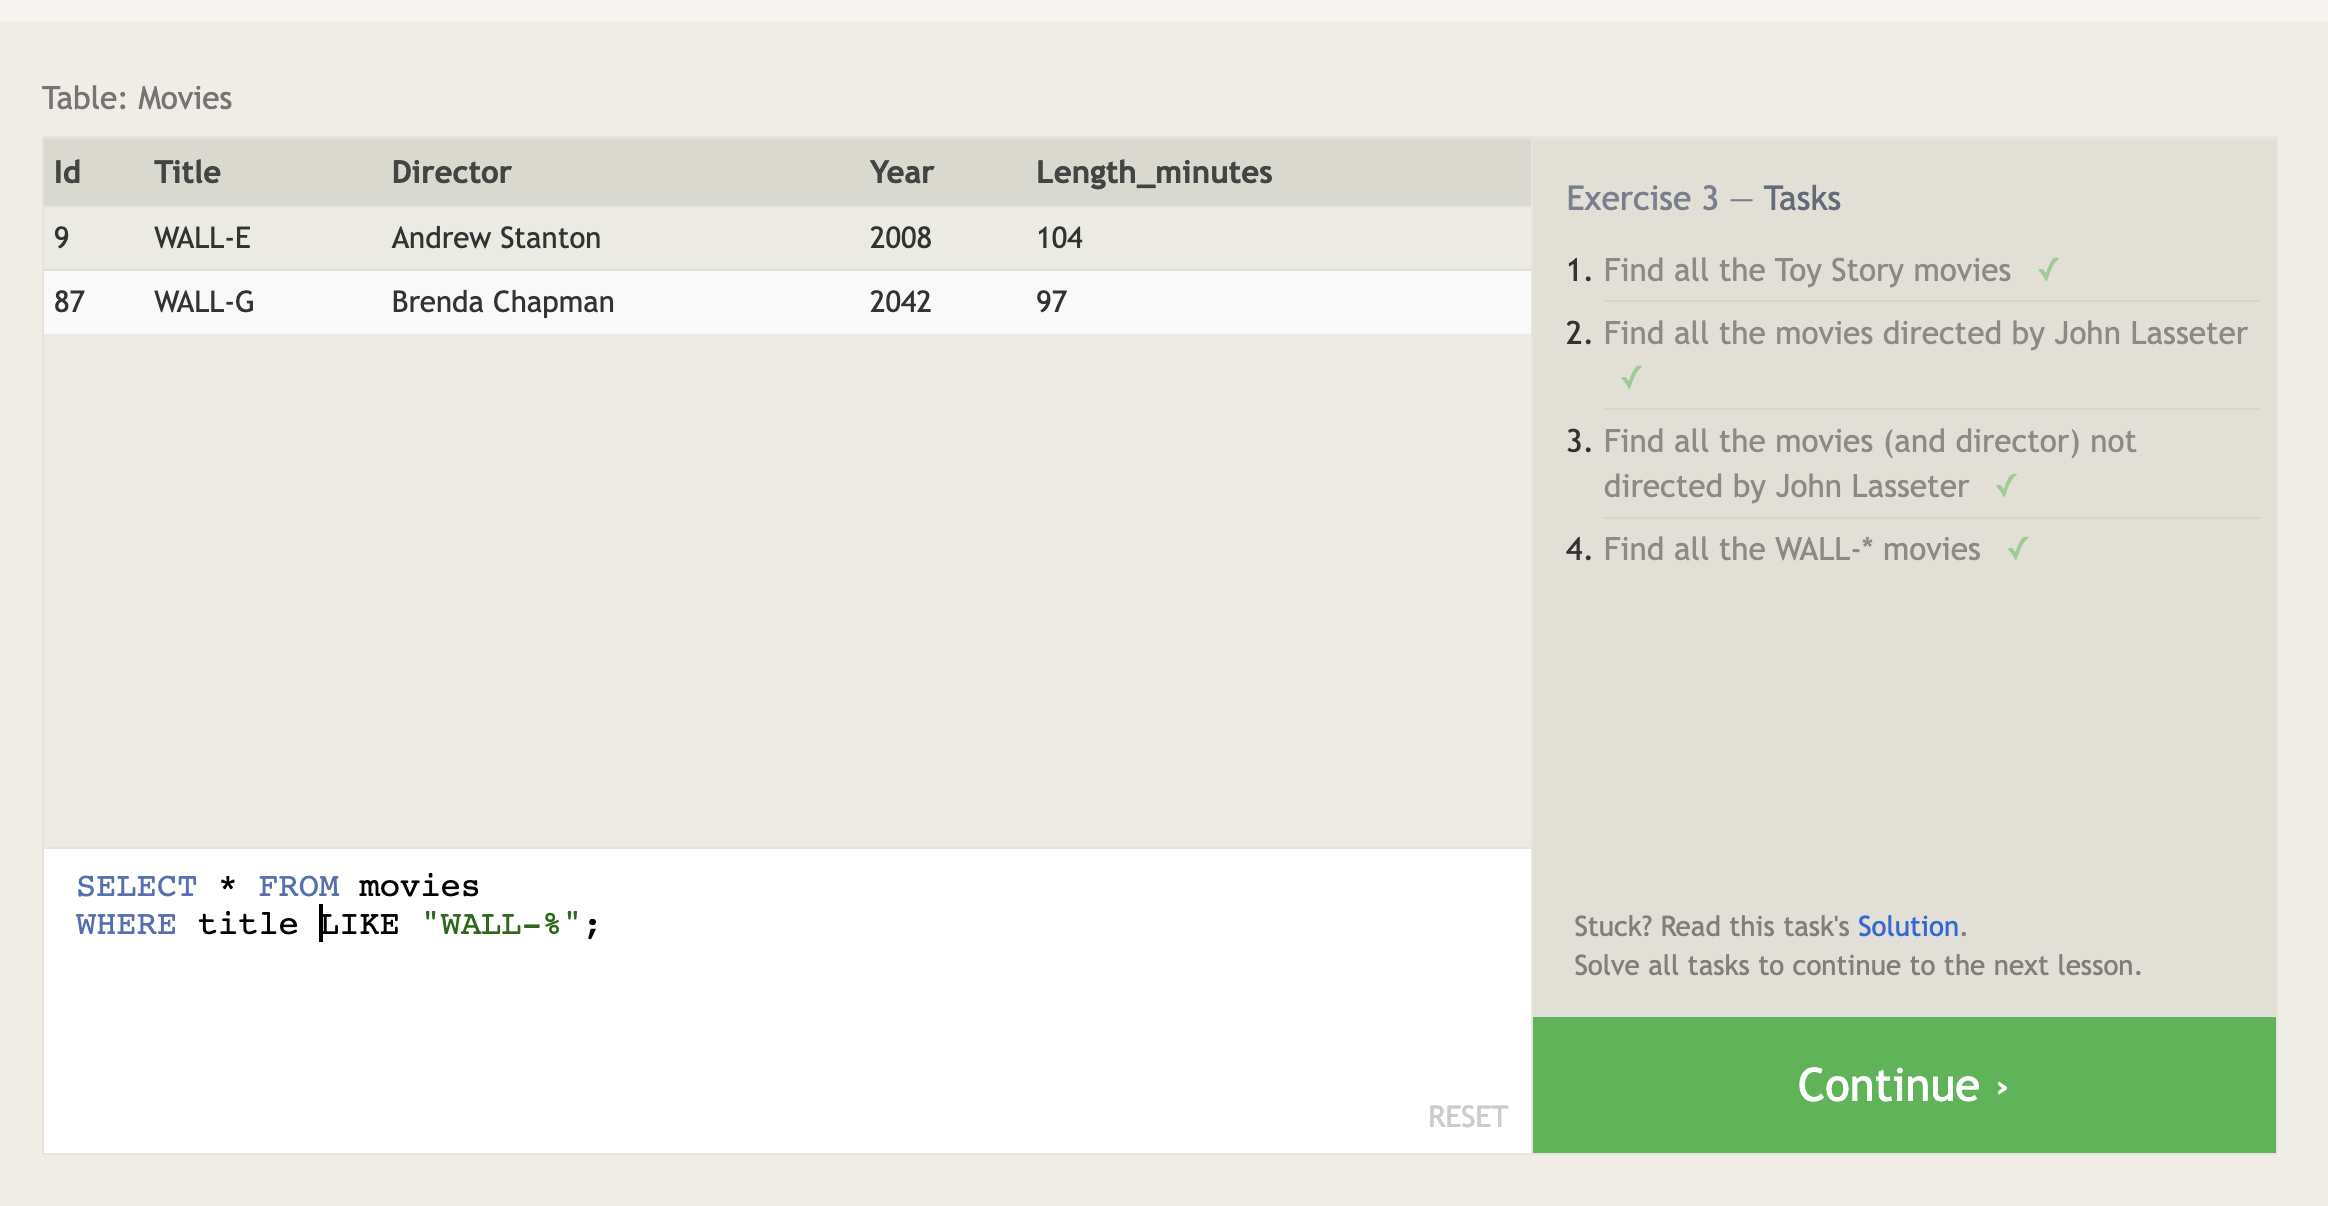 Table: Movies
Id Title Director Year Length_minutes
9 WALL-E Andrew Stanton 2008 104
87 WALL-G Brenda Chapman 2042 97
SELECT * FROM movies
WHERE title LIKE "WALL-%";
RESET
Exercise 3 — Tasks
1. Find all the Toy Story movies ✓
2. Find all the movies directed by John Lasseter
✓
3. Find all the movies (and director) not
directed by John Lasseter ✓
4. Find all the WALL-* movies ✓
Stuck? Read this task's Solution.
Solve all tasks to continue to the next lesson.
Continue ›